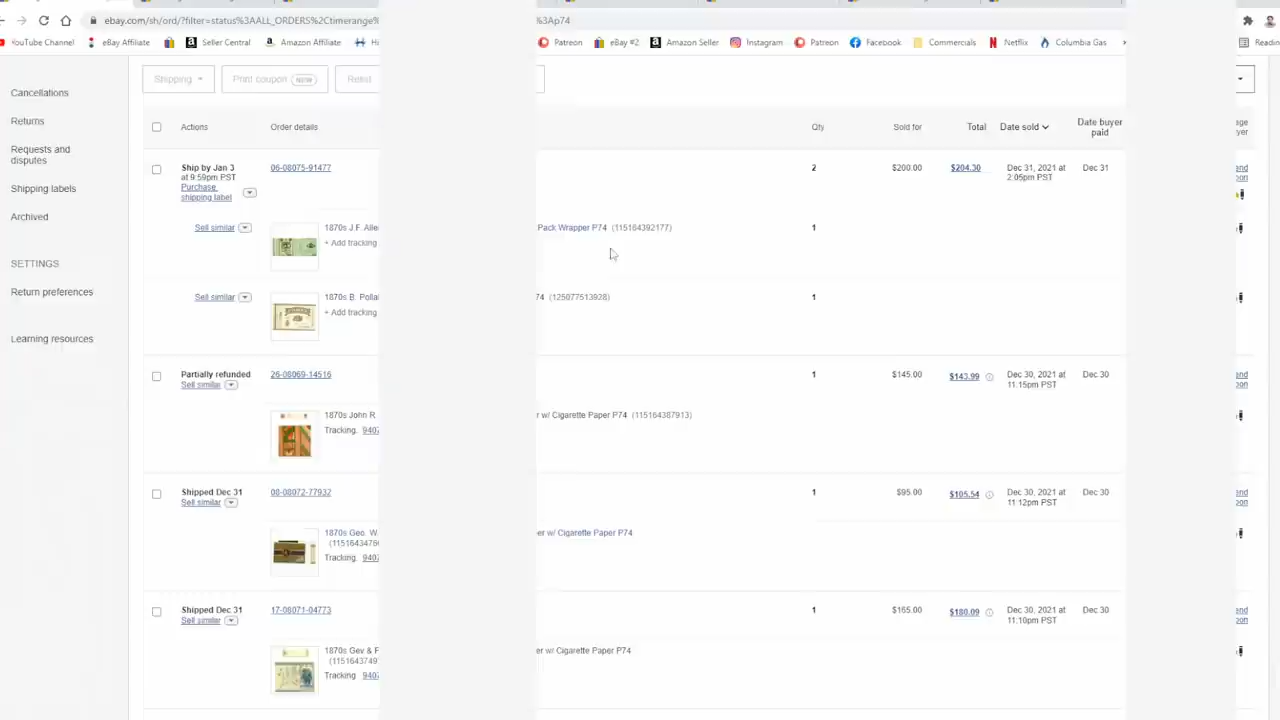 ebay.com/sh/ord/?filter=status%3AALL_ORDERS%2Ctimerange% %3Ap74
YouTube Channel eBay Affiliate Seller Central Amazon Affiliate Patreon eBay #2 Amazon Seller Instagram Patreon Facebook Commercials Netflix Columbia Gas
Shipping Print coupon Relist
Cancellations
Returns
Requests and
disputes
Shipping labels
Archived
SETTINGS
Return preferences
Learning resources
Actions Order details Qty Sold for Total Date sold Date buyer
paid
Ship by Jan 3 06-08075-91477 2 $200.00 $204.30 Dec 31, 2021 at Dec 31
at 9:59pm PST 2:05pm PST
Purchase
shipping label
Sell similar 1870s J.F. Alle Pack Wrapper P74 (115164392177) 1
+ Add tracking
Sell similar 1870s B. Polla 74 (125077513928) 1
+ Add tracking
Partially refunded 26-08069-14516 1 $145.00 $143.99 Dec 30, 2021 at Dec 30
Sell similar 11:15pm PST
1870s John R r w/ Cigarette Paper P74 (115164387913)
Tracking. 940
Shipped Dec 31 08-08072-77932 1 $95.00 $105.54 Dec 30, 2021 at Dec 30
Sell similar 11:12pm PST
1870s Geo. W. er w/ Cigarette Paper P74
(11516434
Tracking. 940
Shipped Dec 31 17-08071-04773 1 $165.00 $180.09 Dec 30, 2021 at Dec 30
Sell similar 11:10pm PST
1870s Gev & F er w/ Cigarette Paper P74
(11516437
Tracking. 940